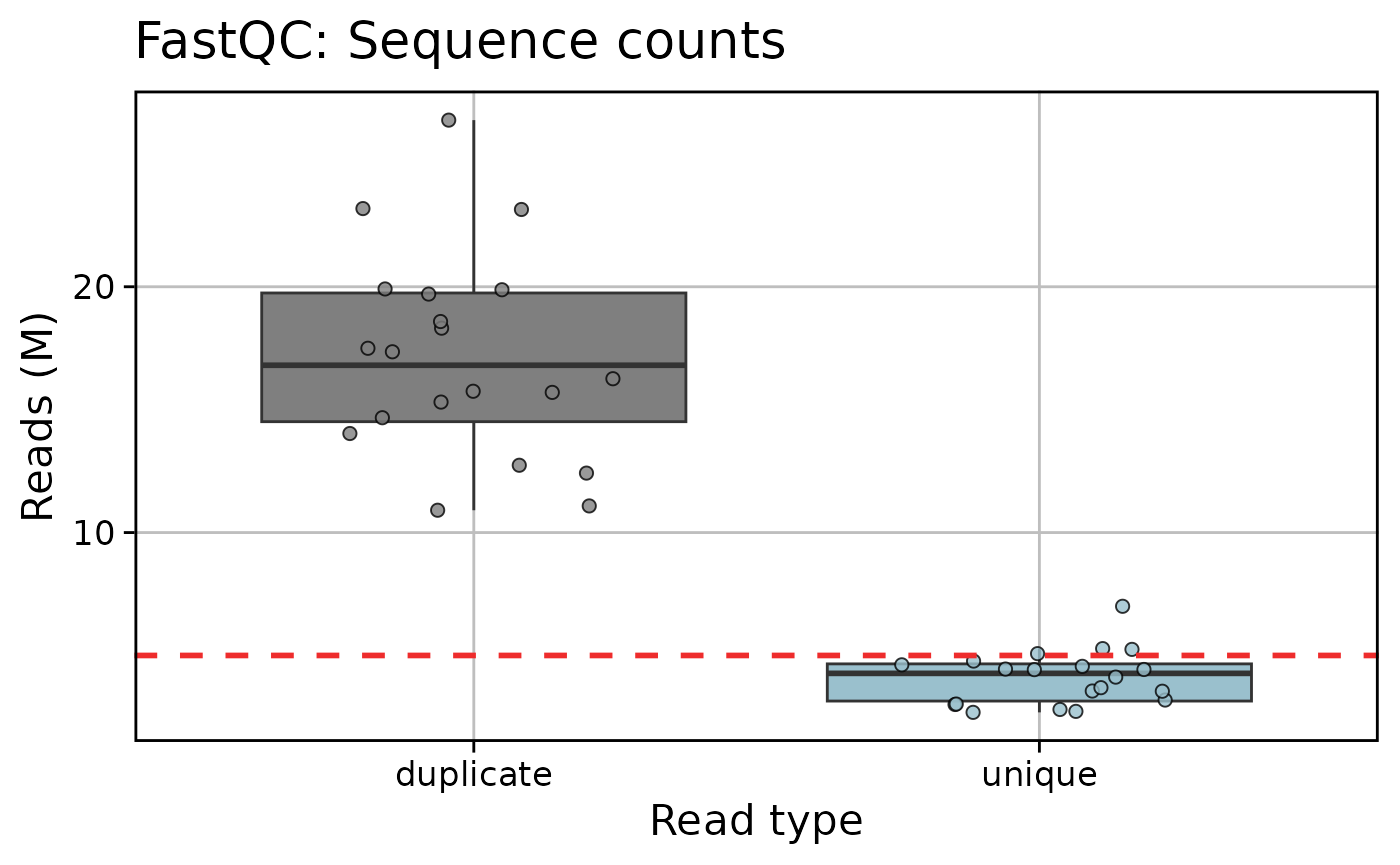 FastQC: Sequence counts
Reads (M)
20
10
duplicate
unique
Read type